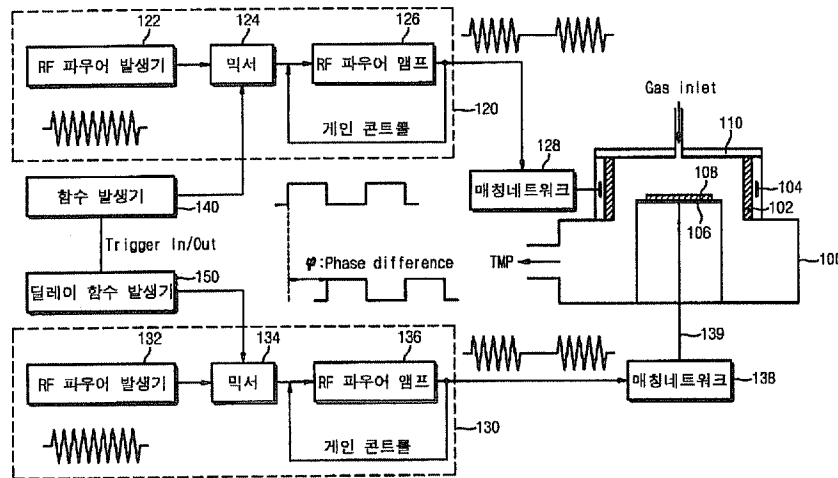 122
RF 파우어 발생기
124
믹서
126
RF 파우어 앰프
게인 콘트롤
120
Gas inlet
110
128
매칭네트워크
108
106
104
102
100
TMP
함수 발생기
140
Trigger In/Out
150
딜레이 함수 발생기
φ:Phase difference
132
RF 파우어 발생기
134
믹서
136
RF 파우어 앰프
게인 콘트롤
130
139
매칭네트워크
138